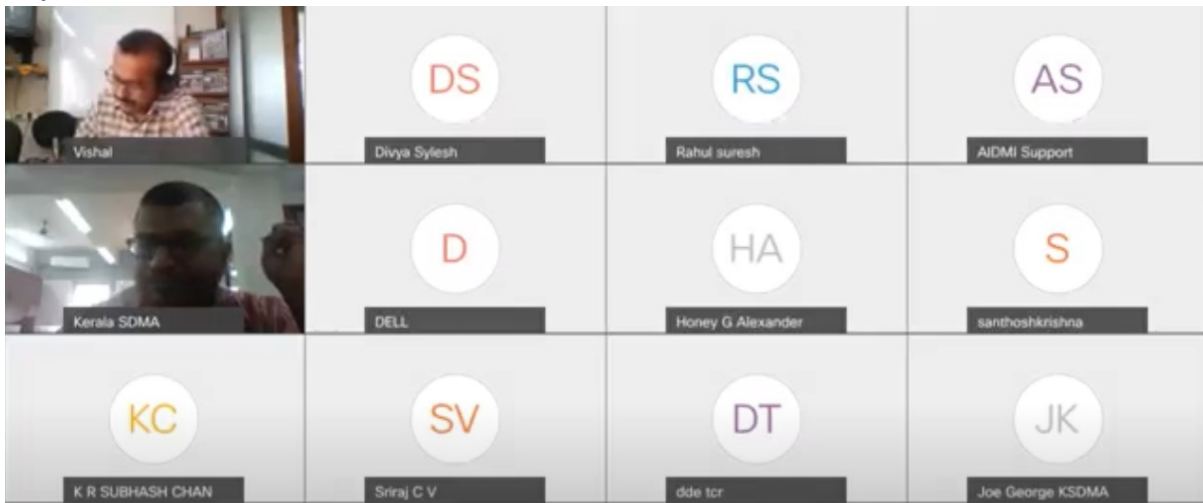 Vishal
DS
Divya Sylesh
RS
Rahul suresh
AS
AIDMI Support
Kerala SDMA
D
DELL
HA
Honey G Alexander
S
santhoshkrishna
KC
K R SUBHASH CHAN
SV
Sriraj C V
DT
dde tcr
JK
Joe George KSDMA